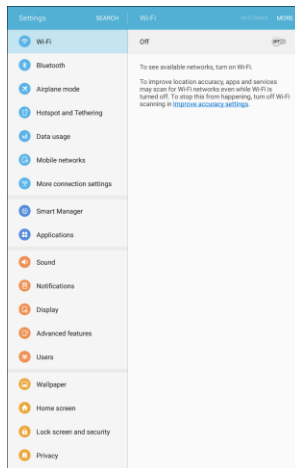 Settings
SEARCH
Wi-Fi
Wi-Fi Direct
MORE
Wi-Fi
Bluetooth
Airplane mode
Hotspot and Tethering
Data usage
Mobile networks
More connection settings
Smart Manager
Applications
Sound
Notifications
Display
Advanced features
Users
Wallpaper
Home screen
Lock screen and security
Privacy
Off
OFF
To see available networks, turn on Wi-Fi.
To improve location accuracy, apps and services
may scan for Wi-Fi networks even while Wi-Fi is
turned off. To stop this from happening, turn off Wi-Fi
scanning in Improve accuracy settings.